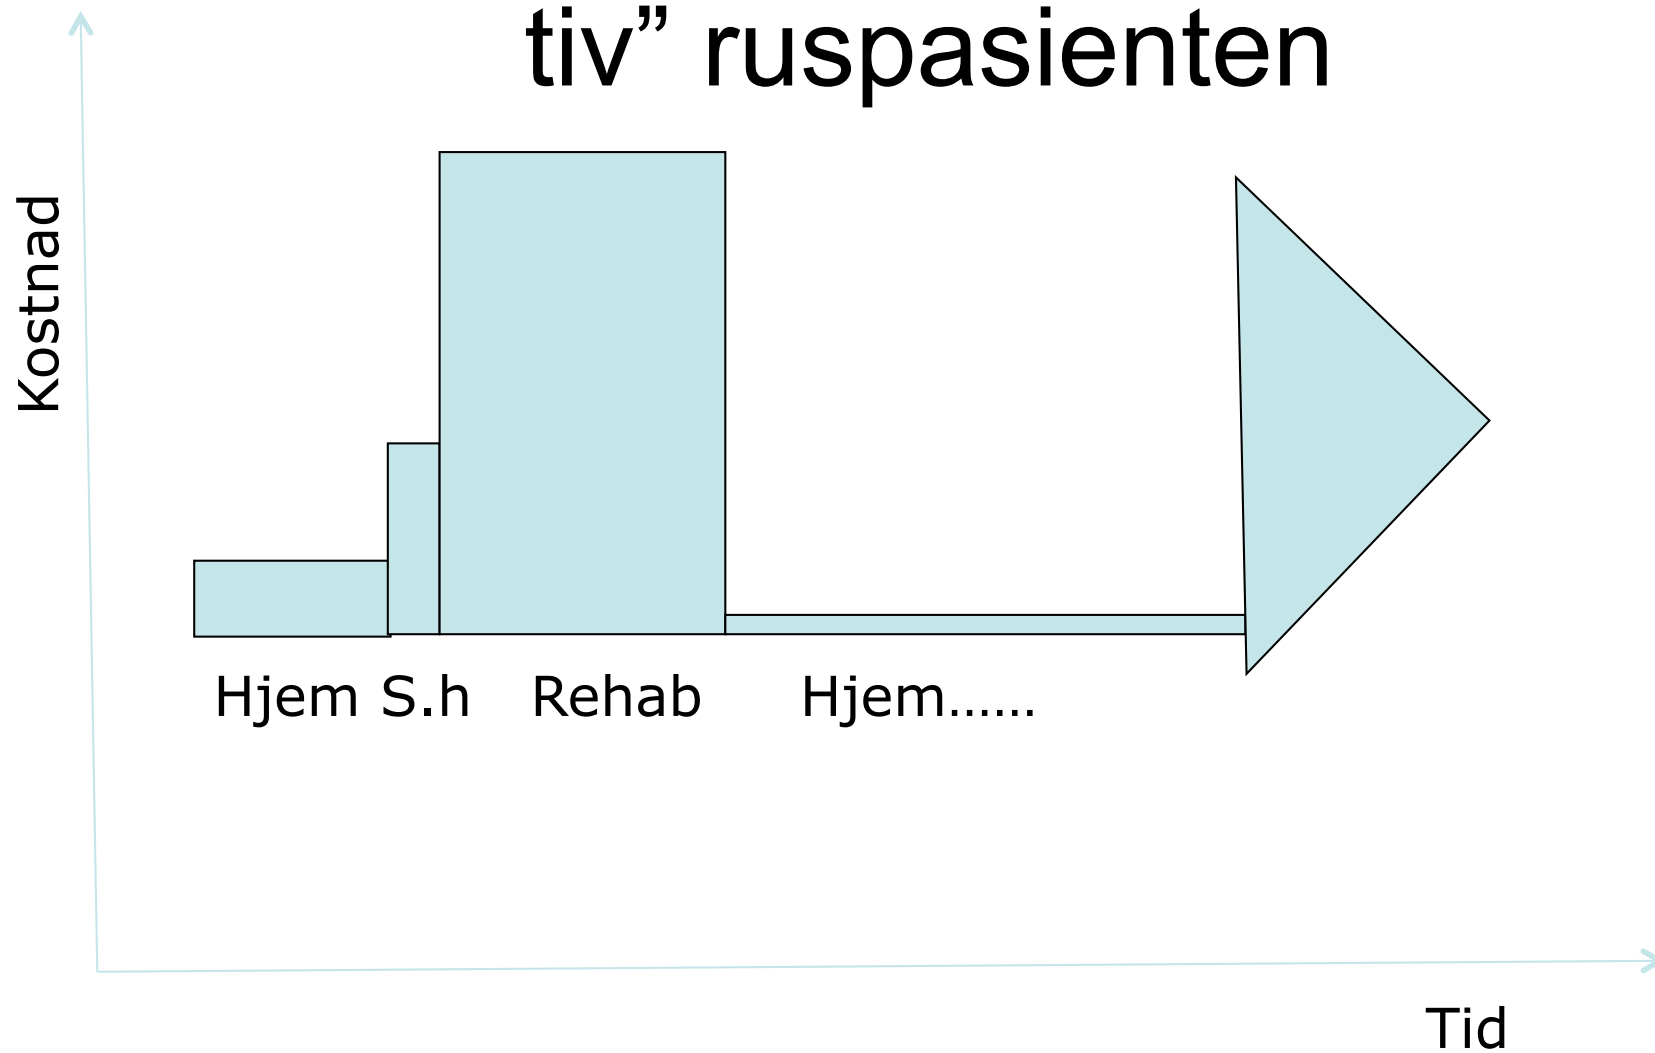 tiv” ruspasienten
Kostnad
Hjem S.h Rehab Hjem……
Tid